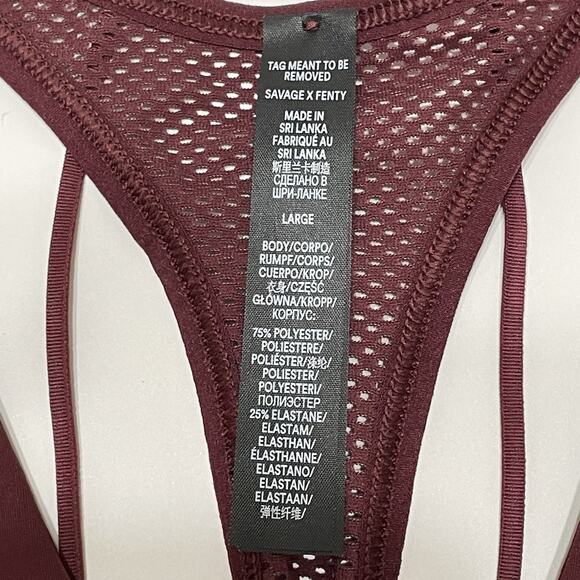 TAG MEANT TO BE
REMOVED
SAVAGE X FENTY
MADE IN
SRI LANKA
FABRIQUÉ AU
SRI LANKA
斯里兰卡制造
СДЕЛАНО В
ШРИ-ЛАНКЕ
LARGE
BODY/CORPO/
RUMPF/CORPS/
CUERPO/KROP/
衣身/CZĘŚĆ
GŁÓWNA/KROPP/
КОРПУС:
75% POLYESTER/
POLIESTERE/
POLIÉSTER/涤纶/
POLIESTER/
POLYESTERI/
ПОЛИЭСТЕР
25% ELASTANE/
ELASTAM/
ELASTHAN/
ÉLASTHANNE/
ELASTANO/
ELASTAN/
ELASTAAN/
弹性纤维/